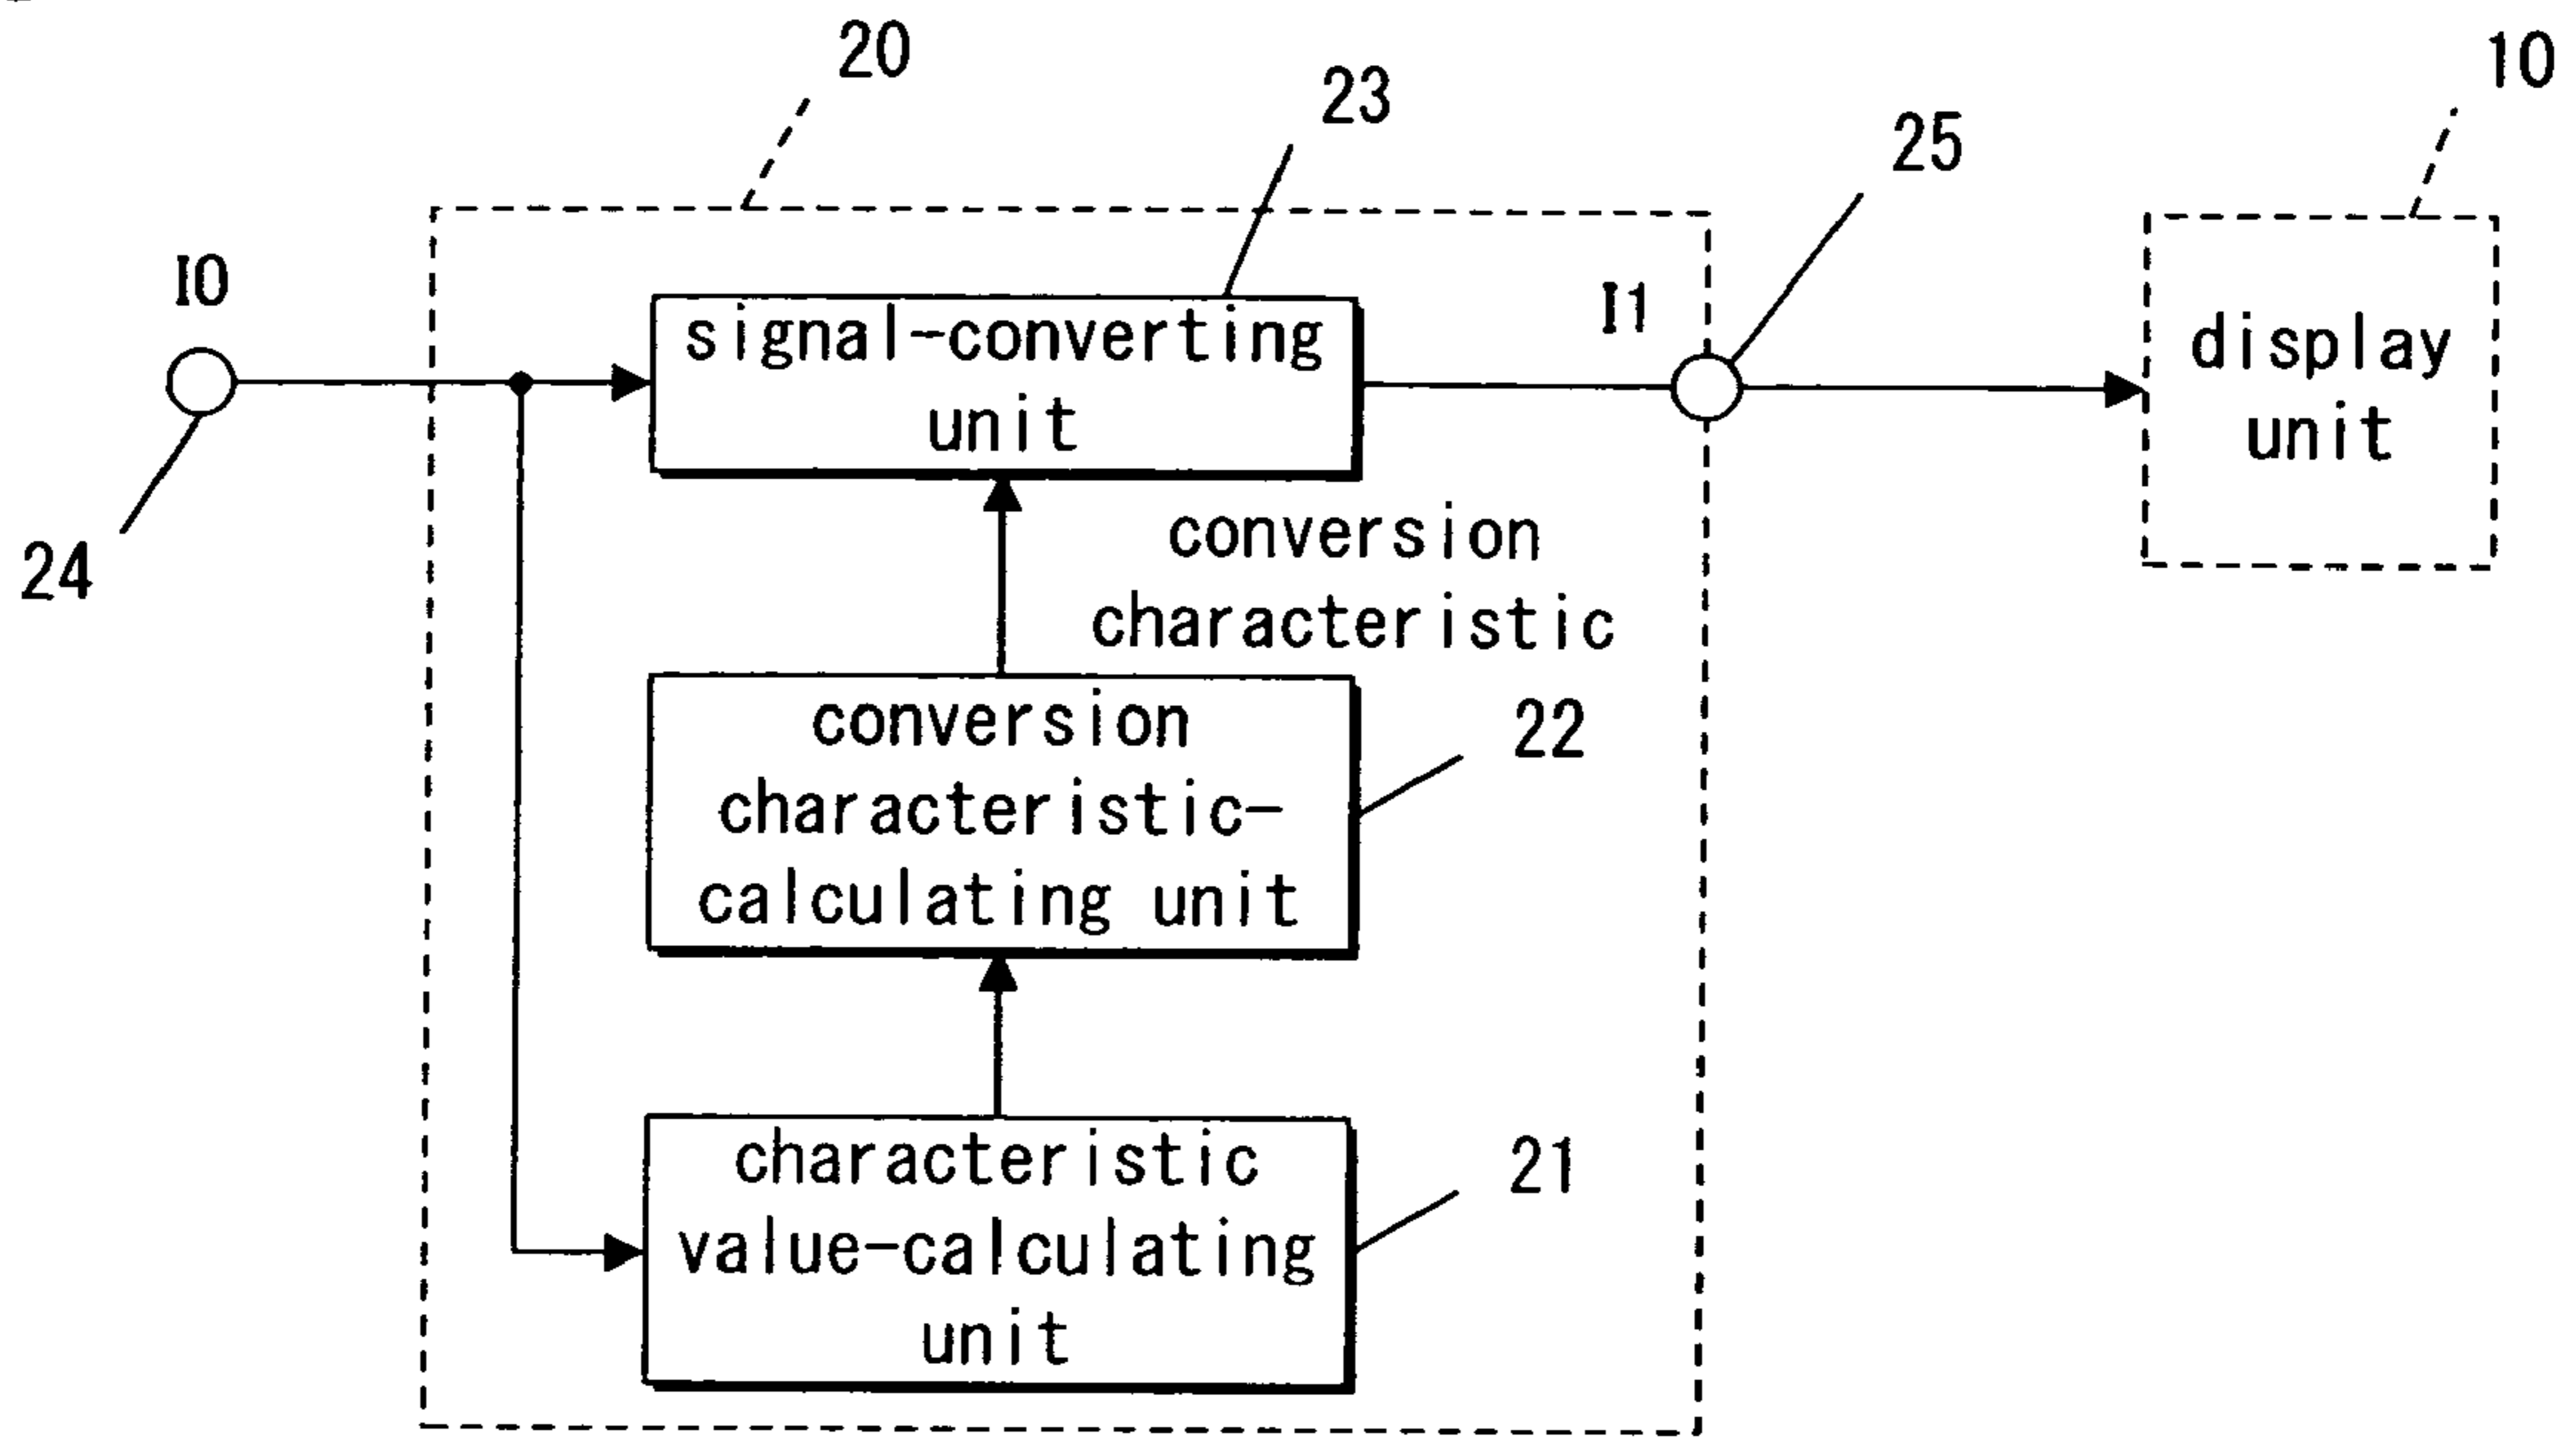 20
23
10
25
I0
signal-converting
unit
I1
display
unit
24
conversion
characteristic
conversion
characteristic-
calculating unit
22
characteristic
value-calculating
unit
21